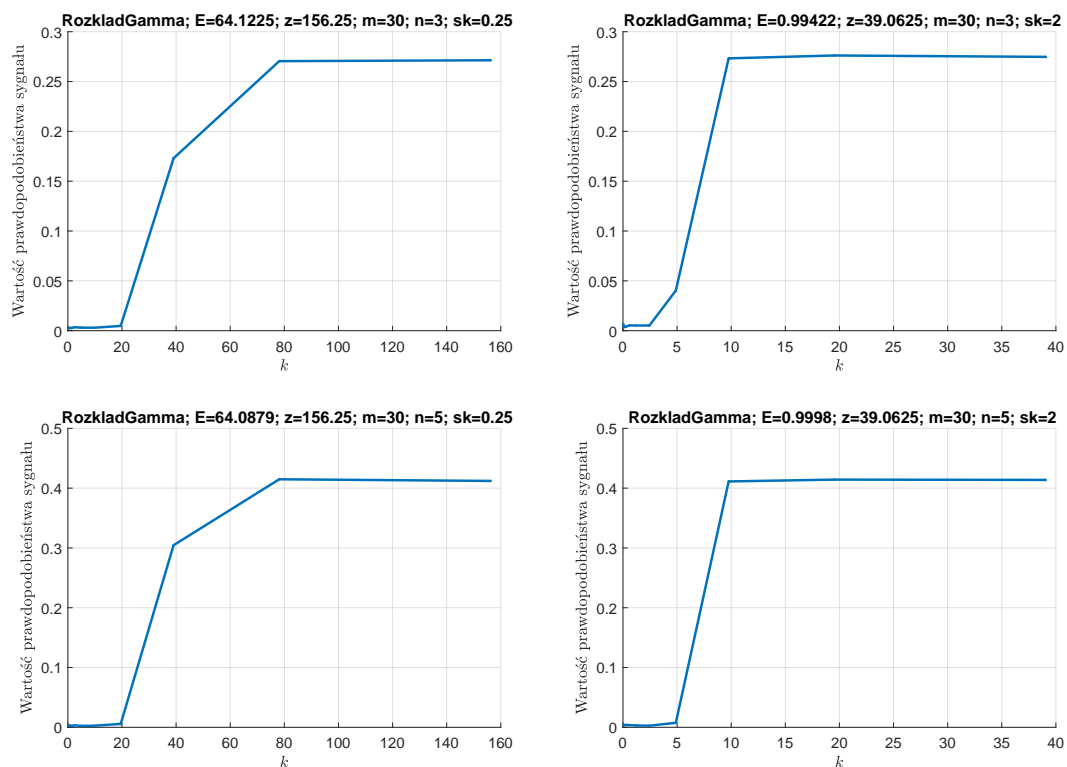 RozkladGamma; E=64.1225; z=156.25; m=30; n=3; sk=0.25
Wartość prawdopodobieństwa sygnału
0.3
0.25
0.2
0.15
0.1
0.05
0
0 20 40 60 80 100 120 140 160
k
RozkladGamma; E=0.99422; z=39.0625; m=30; n=3; sk=2
Wartość prawdopodobieństwa sygnału
0.3
0.25
0.2
0.15
0.1
0.05
0
0 5 10 15 20 25 30 35 40
k
RozkladGamma; E=64.0879; z=156.25; m=30; n=5; sk=0.25
Wartość prawdopodobieństwa sygnału
0.5
0.4
0.3
0.2
0.1
0
0 20 40 60 80 100 120 140 160
k
RozkladGamma; E=0.9998; z=39.0625; m=30; n=5; sk=2
Wartość prawdopodobieństwa sygnału
0.5
0.4
0.3
0.2
0.1
0
0 5 10 15 20 25 30 35 40
k